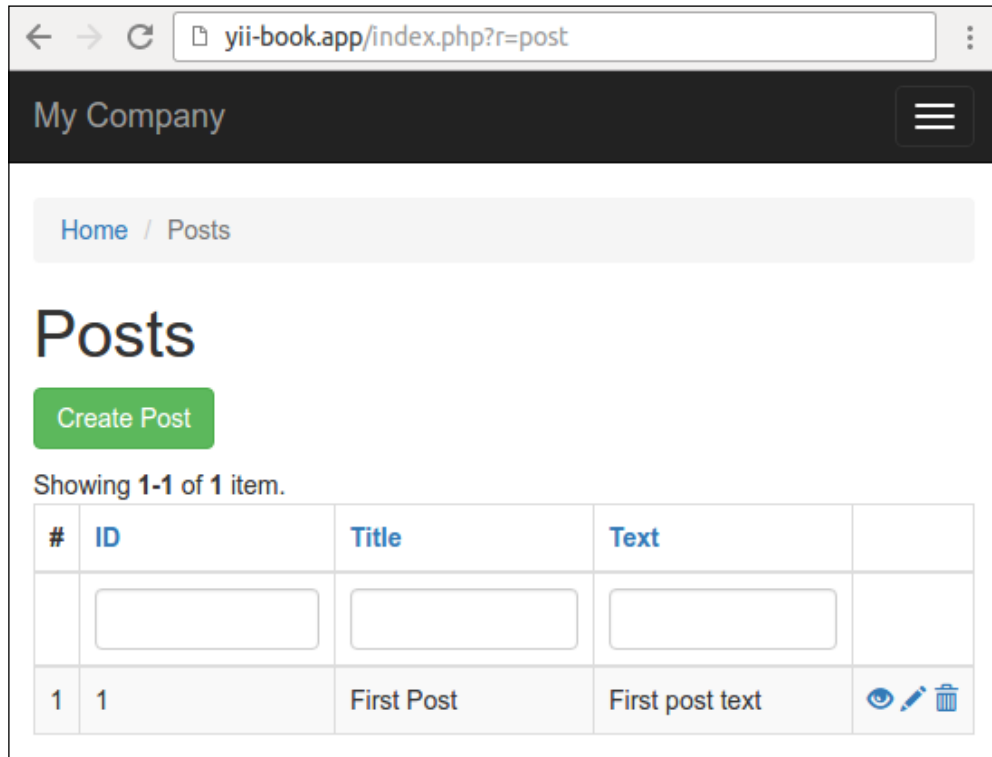 yii-book.app/index.php?r=post
My Company
Home / Posts
Posts
Create Post
Showing 1-1 of 1 item.
# ID Title Text
1 1 First Post First post text